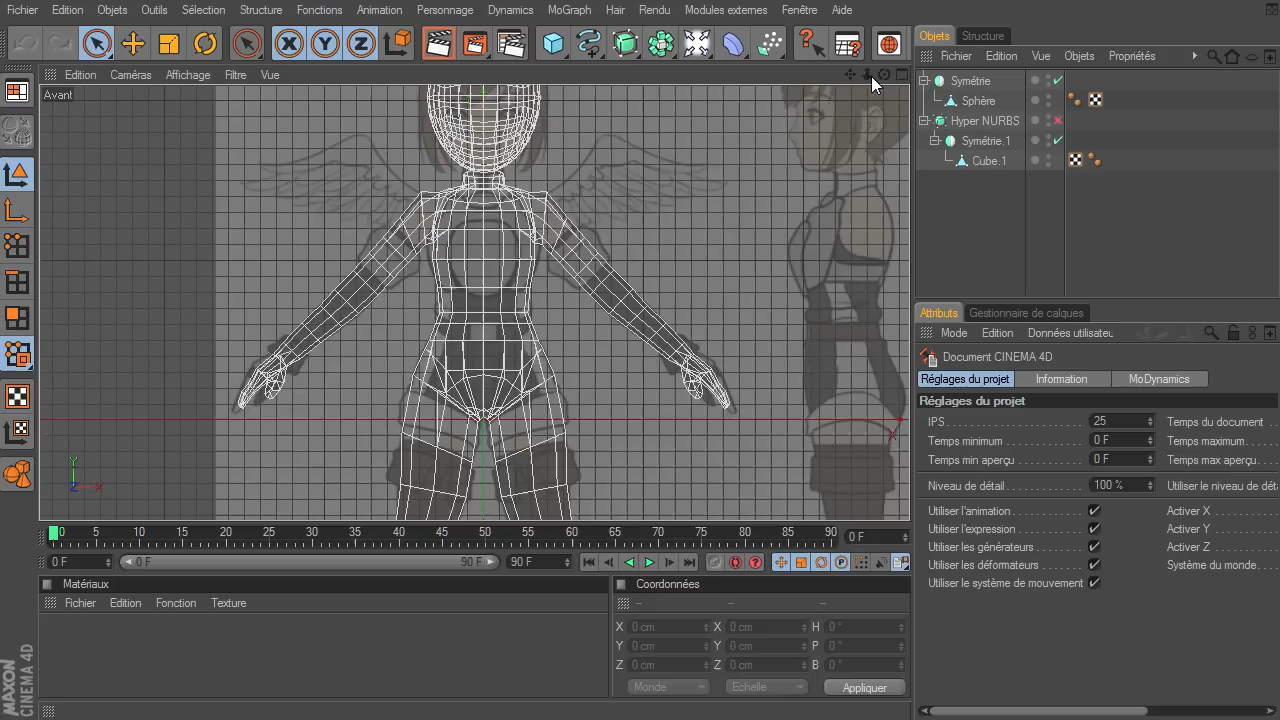 Fichier Edition Objets Outils Sélection Structure Fonctions Animation Personnage Dynamics MoGraph Hair Rendu Modules externes Fenêtre Aide
X Y Z
Objets Structure
Fichier Edition Vue Objets Propriétés
Edition Caméras Affichage Filtre Vue
Avant
Symétrie
Sphère
Hyper NURBS
Symétrie.1
Cube.1
Attributs Gestionnaire de calques
Mode Edition Données utilisateu
Document CINEMA 4D
Réglages du projet Information MoDynamics
Réglages du projet
IPS 25 Temps du document
Temps minimum 0 F Temps maximum
Temps min aperçu 0 F Temps max aperçu
Niveau de détail 100 % Utiliser le niveau de dét
Utiliser l'animation Activer X
Utiliser l'expression Activer Y
Utiliser les générateurs Activer Z
Utiliser les déformateurs Système du monde
Utiliser le système de mouvement
Y
Z X
X
0 5 10 15 20 25 30 35 40 45 50 55 60 65 70 75 80 85 90 0 F
0 F 0 F 90 F 90 F
P
Matériaux
Fichier Edition Fonction Texture
Coordonnées
-- -- --
X 0 cm X 0 cm H 0 °
Y 0 cm Y 0 cm P 0 °
Z 0 cm Z 0 cm B 0 °
Monde Echelle Appliquer
MAXON
CINEMA 4D